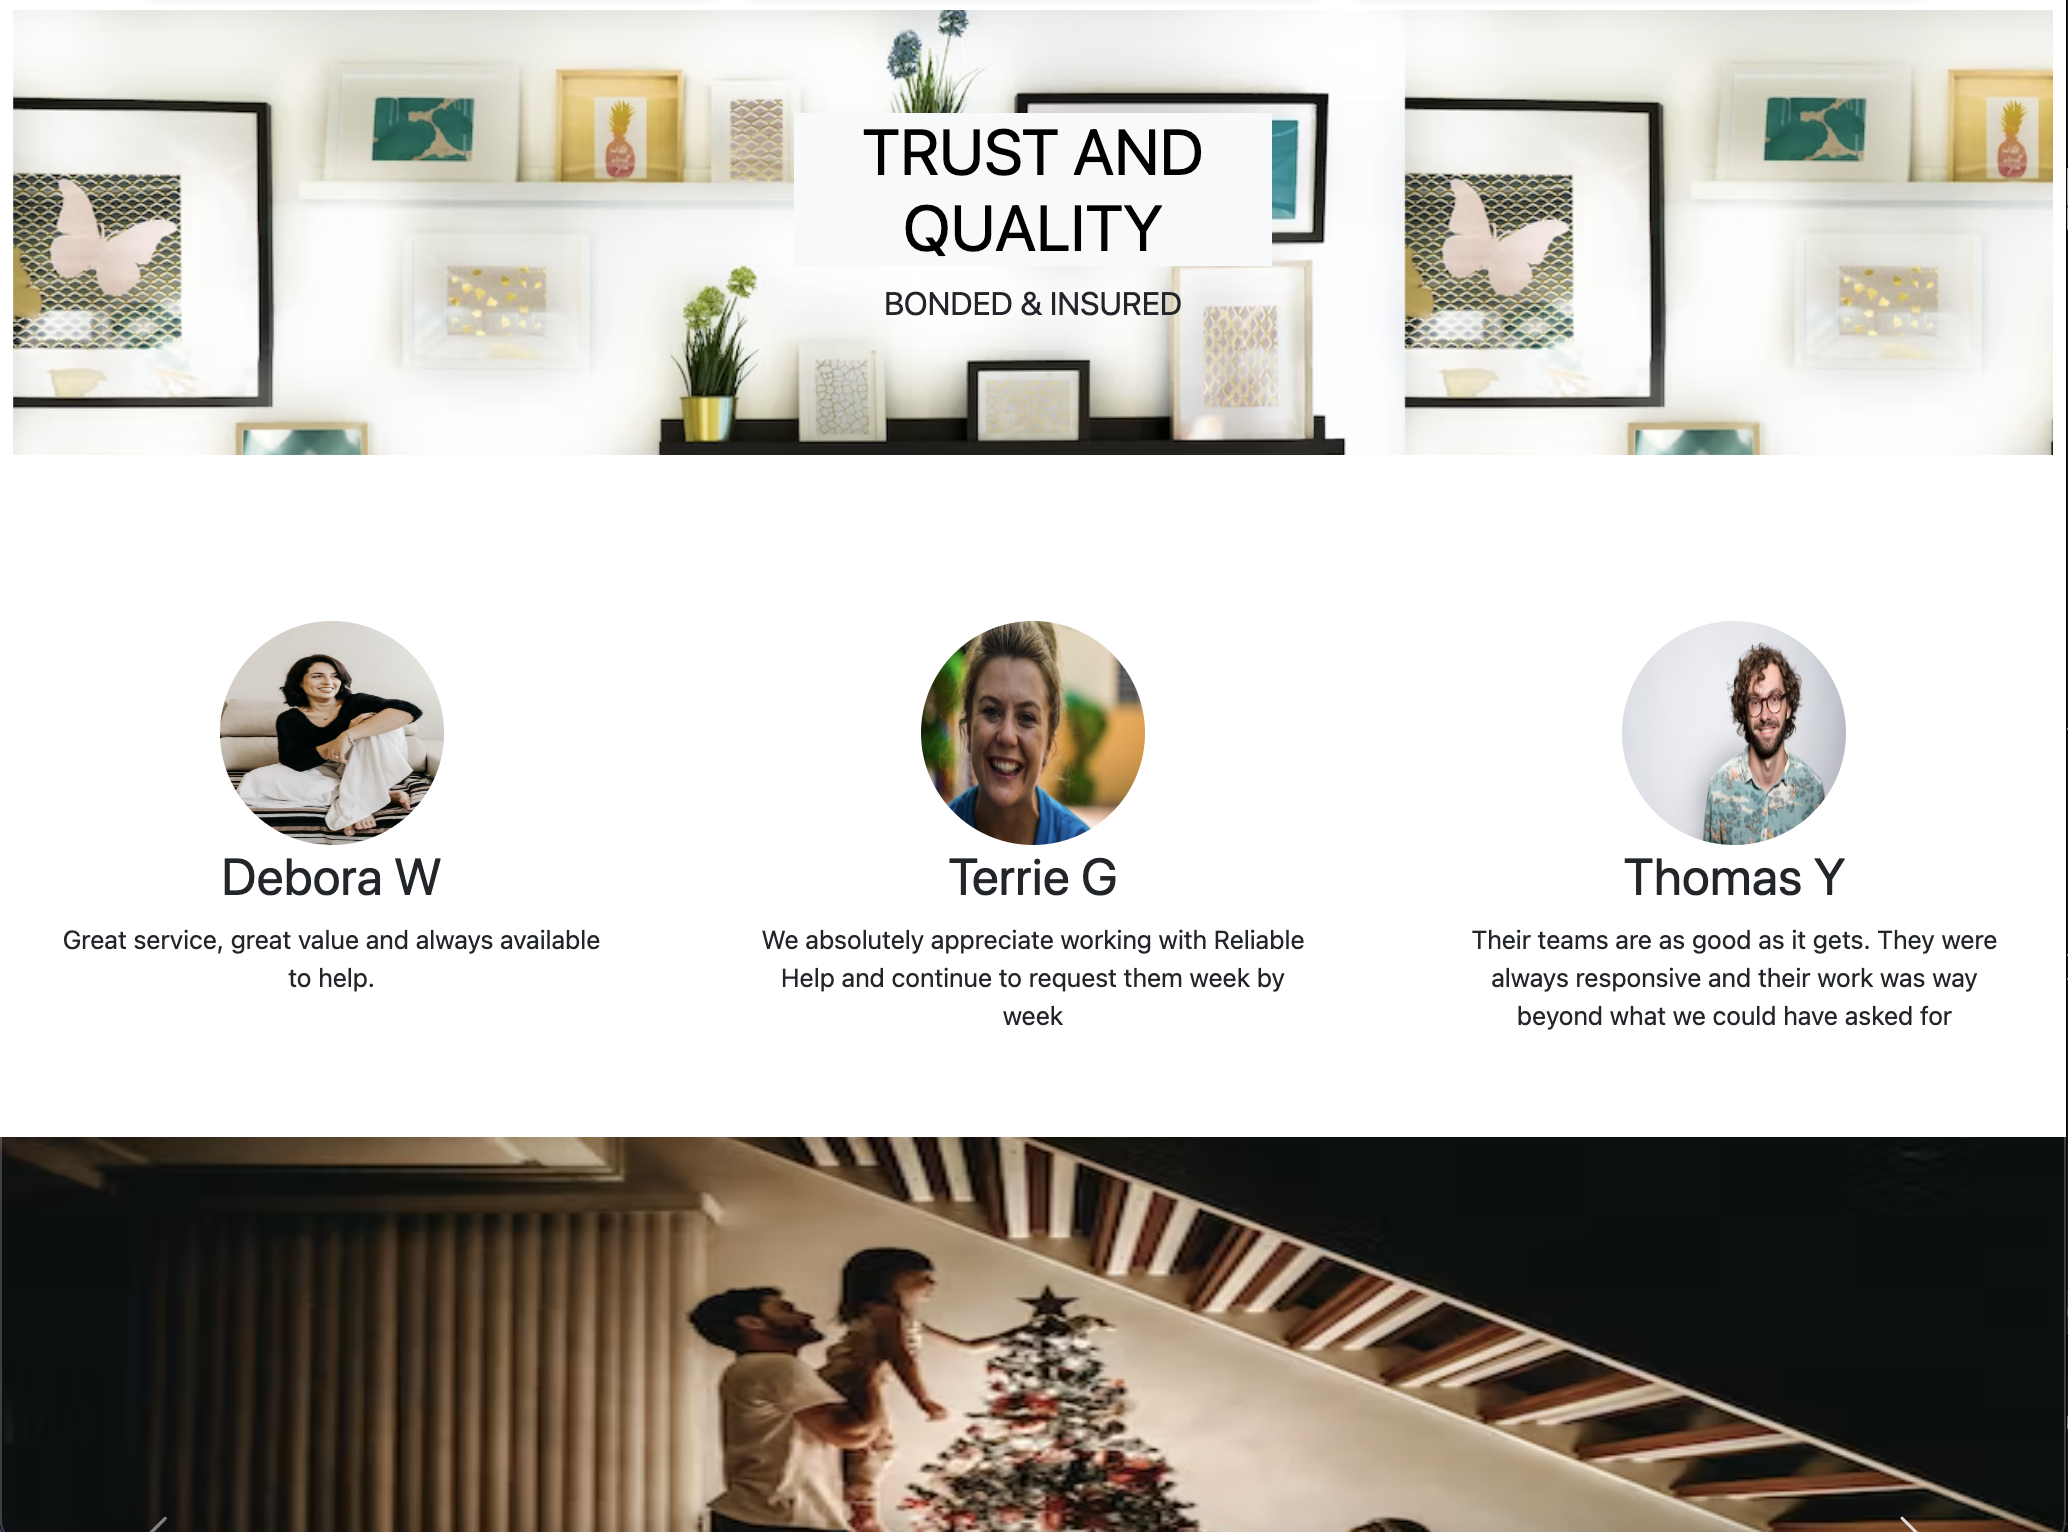 TRUST AND
QUALITY
BONDED & INSURED
Debora W
Great service, great value and always available
to help.
Terrie G
We absolutely appreciate working with Reliable
Help and continue to request them week by
week
Thomas Y
Their teams are as good as it gets. They were
always responsive and their work was way
beyond what we could have asked for